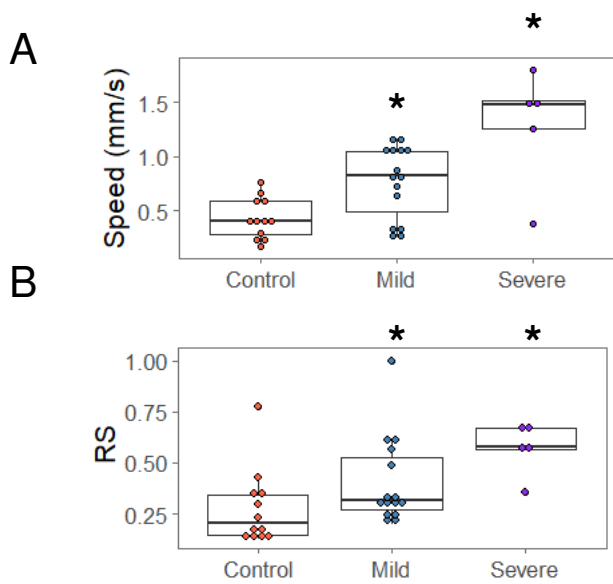 A
*
*
Speed (mm/s)
1.5
1.0
0.5
Control Mild Severe
B
* *
RS
1.00
0.75
0.50
0.25
Control Mild Severe